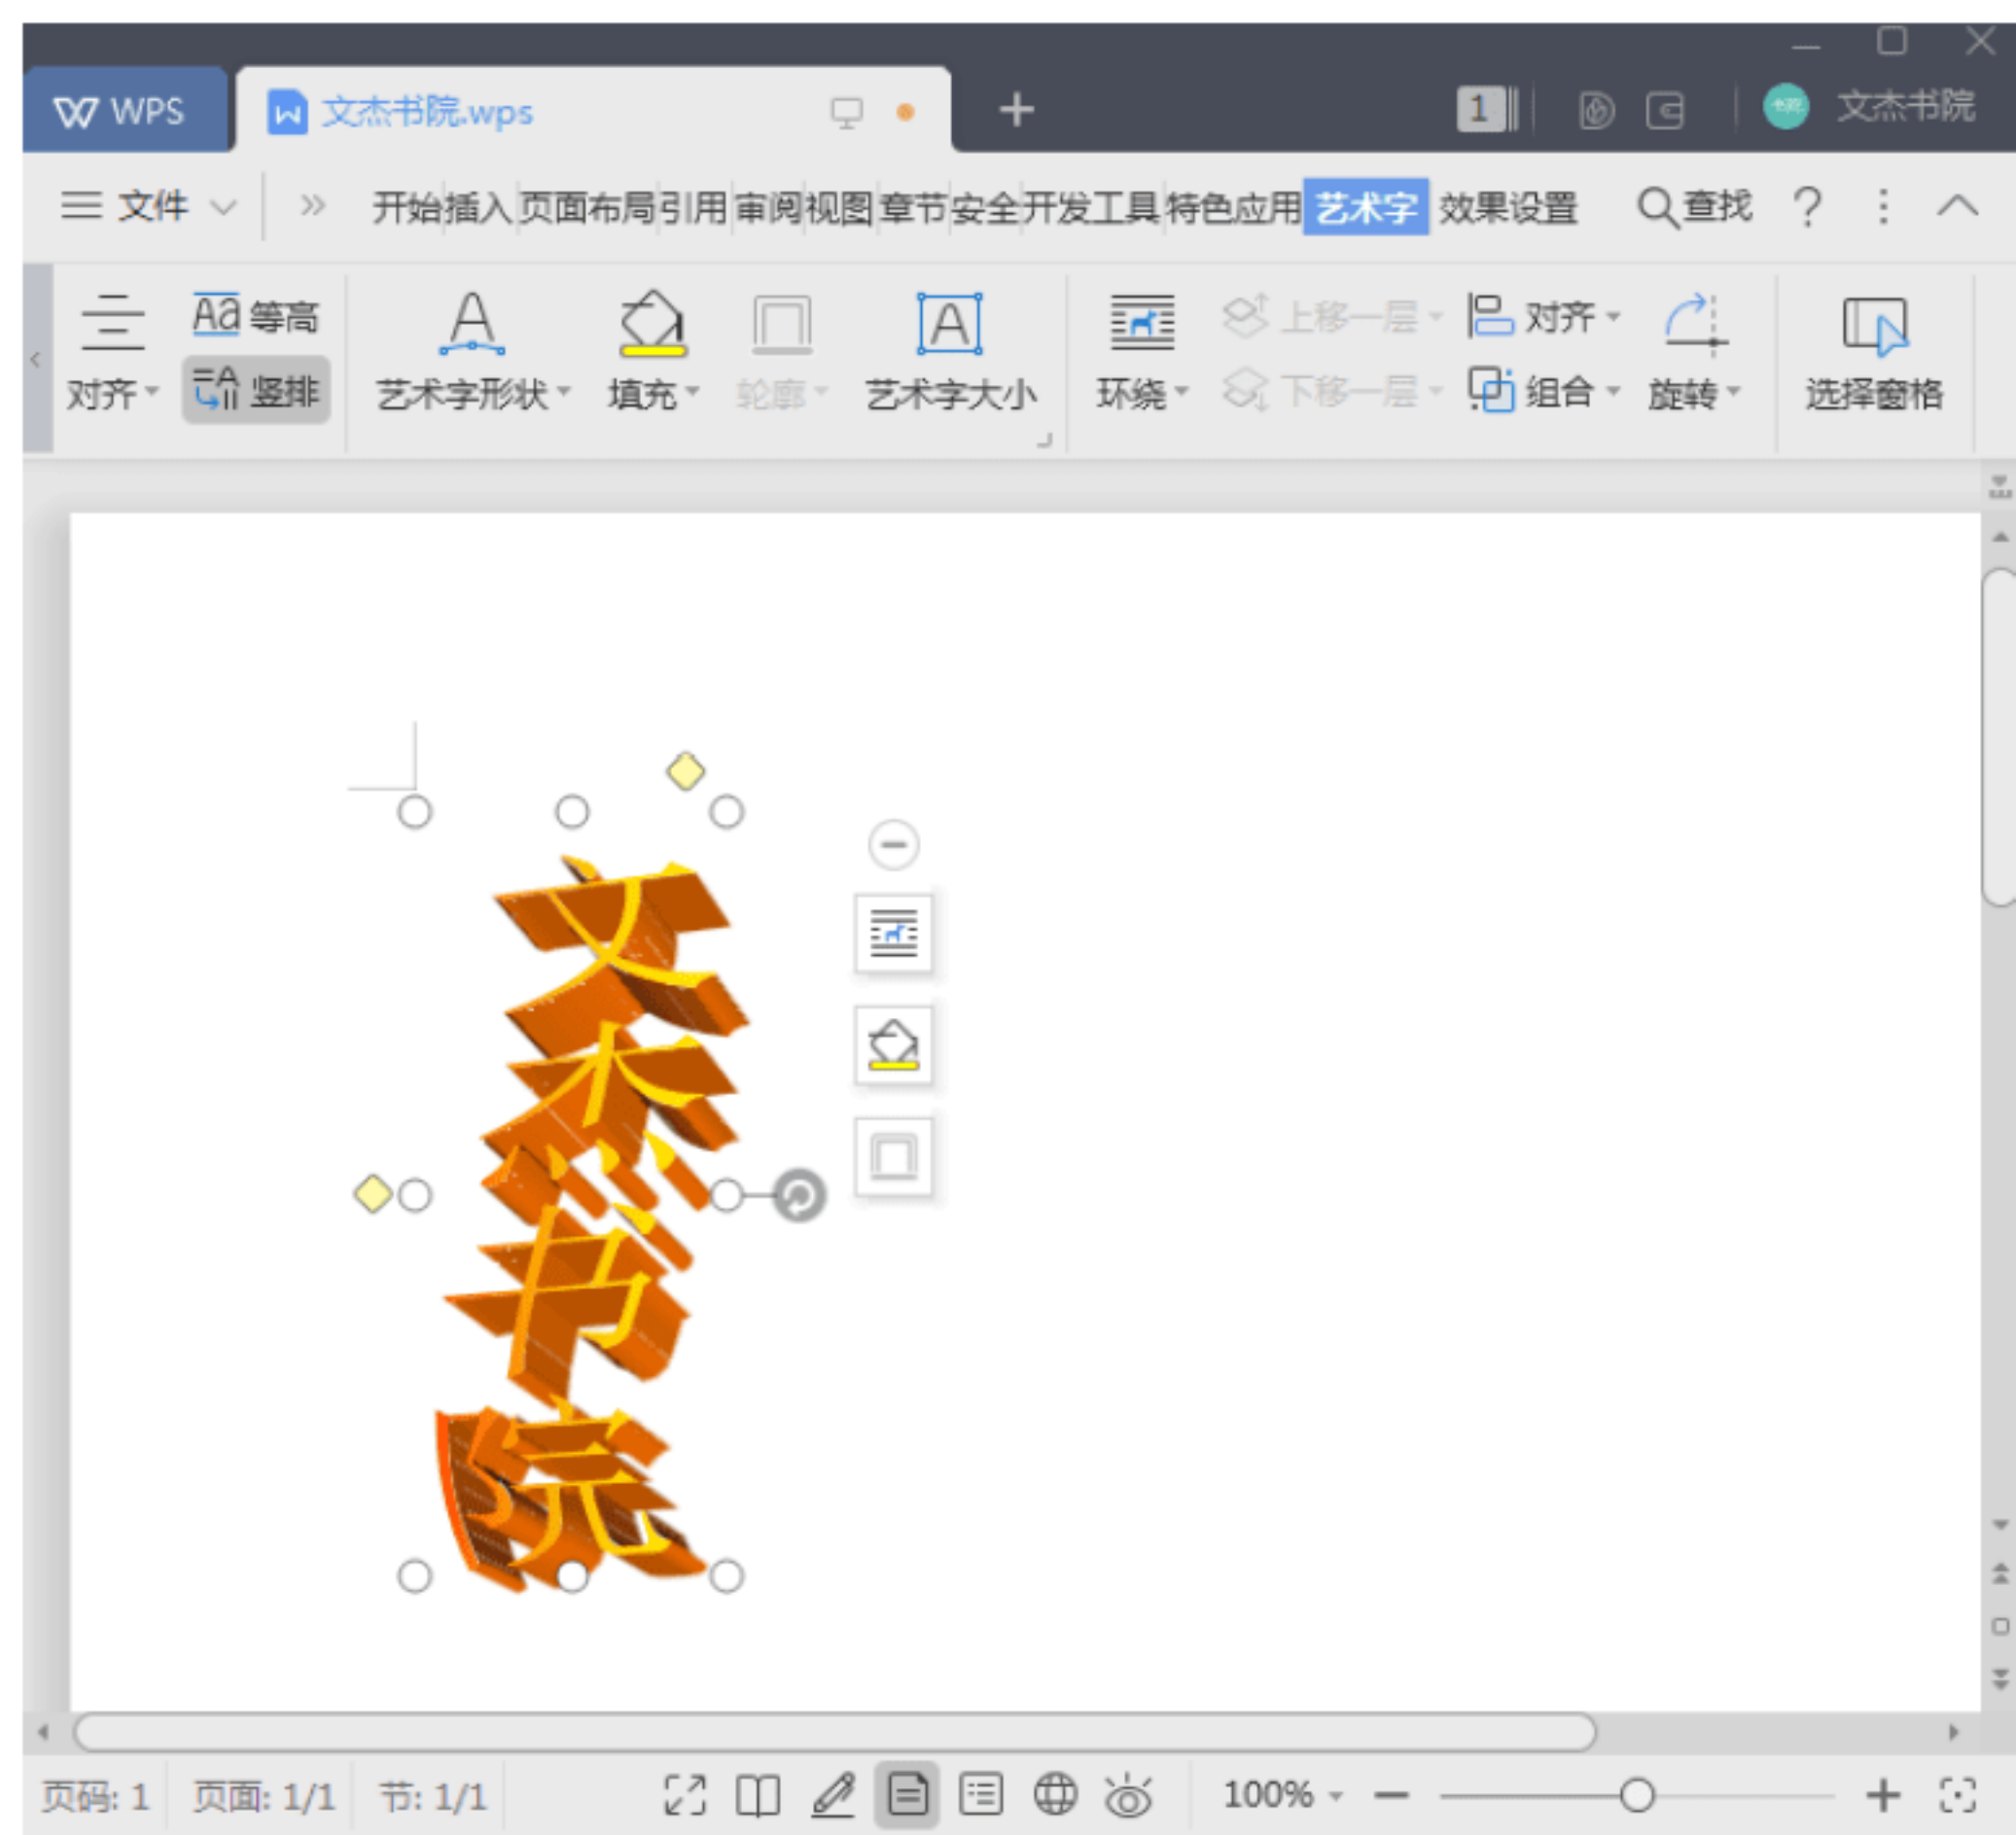 WPS 文杰书院.wps 1 文杰书院
文件 开始 插入 页面布局 引用 审阅 视图 章节 安全 开发工具 特色应用 艺术字 效果设置 查找 ?
Aa 等高 上移一层 对齐
对齐 竖排 艺术字形状 填充 轮廓 艺术字大小 环绕 下移一层 组合 旋转 选择窗格
文
杰
书
院
页码: 1 页面: 1/1 节: 1/1 100%